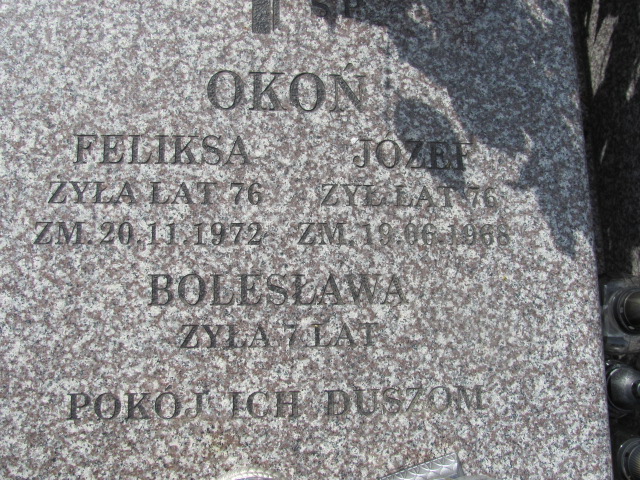 Ś.P.
OKOŃ
FELIKSA JÓZEF
ŻYŁA LAT 76 ŻYŁ LAT 76
ZM. 20.11.1972 ZM. 19.06.1968
BOLESŁAWA
ŻYŁA 7 LAT
POKÓJ ICH DUSZOM